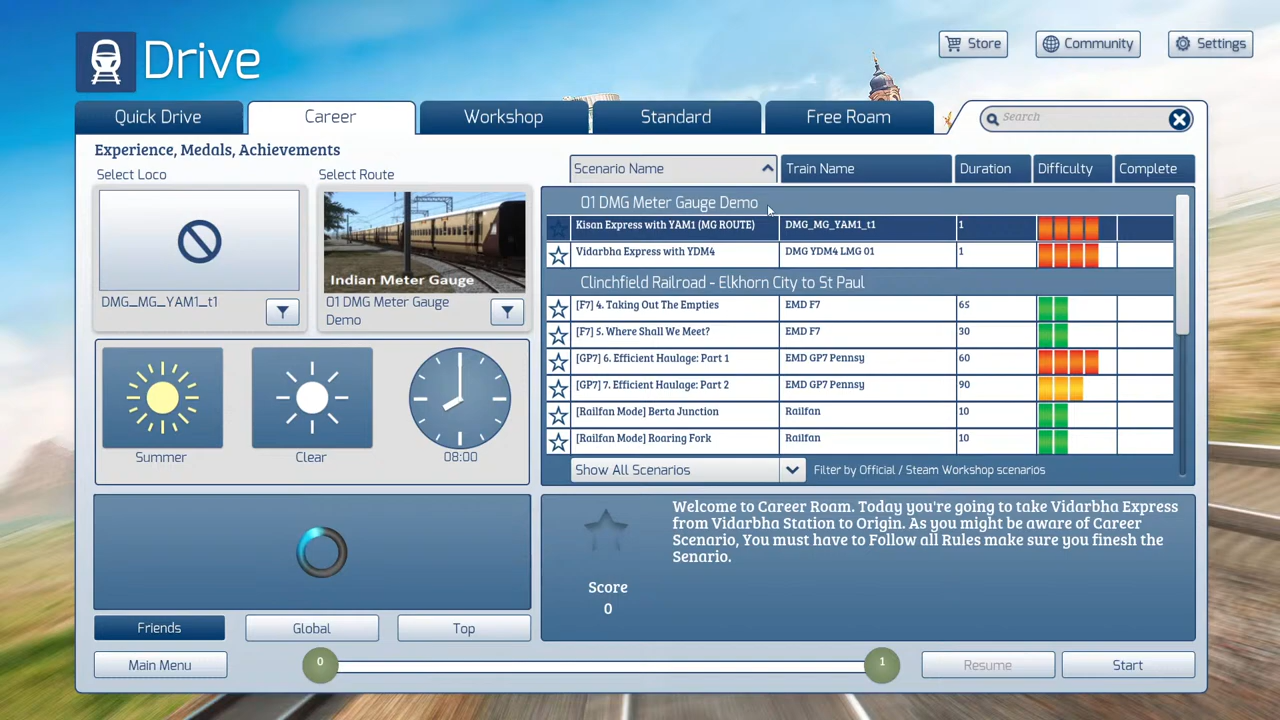 Drive
Store
Community
Settings
Quick Drive
Career
Workshop
Standard
Free Roam
Search
Experience, Medals, Achievements
Select Loco
Select Route
Indian Meter Gauge
DMG_MG_YAM1_t1
01 DMG Meter Gauge
Demo
Summer
Clear
08:00
Scenario Name
Train Name
Duration
Difficulty
Complete
01 DMG Meter Gauge Demo
Kisan Express with YAM1 (MG ROUTE) DMG_MG_YAM1_t1 1
Vidarbha Express with YDM4 DMG YDM4 LMG 01 1
Clinchfield Railroad - Elkhorn City to St Paul
[F7] 4. Taking Out The Empties EMD F7 65
[F7] 5. Where Shall We Meet? EMD F7 30
[GP7] 6. Efficient Haulage: Part 1 EMD GP7 Pennsy 60
[GP7] 7. Efficient Haulage: Part 2 EMD GP7 Pennsy 90
[Railfan Mode] Berta Junction Railfan 10
[Railfan Mode] Roaring Fork Railfan 10
Show All Scenarios
Filter by Official / Steam Workshop scenarios
Score
0
Welcome to Career Roam. Today you're going to take Vidarbha Express
from Vidarbha Station to Origin. As you might be aware of Career
Scenario, You must have to Follow all Rules make sure you finesh the
Senario.
Friends
Global
Top
Main Menu
0
1
Resume
Start